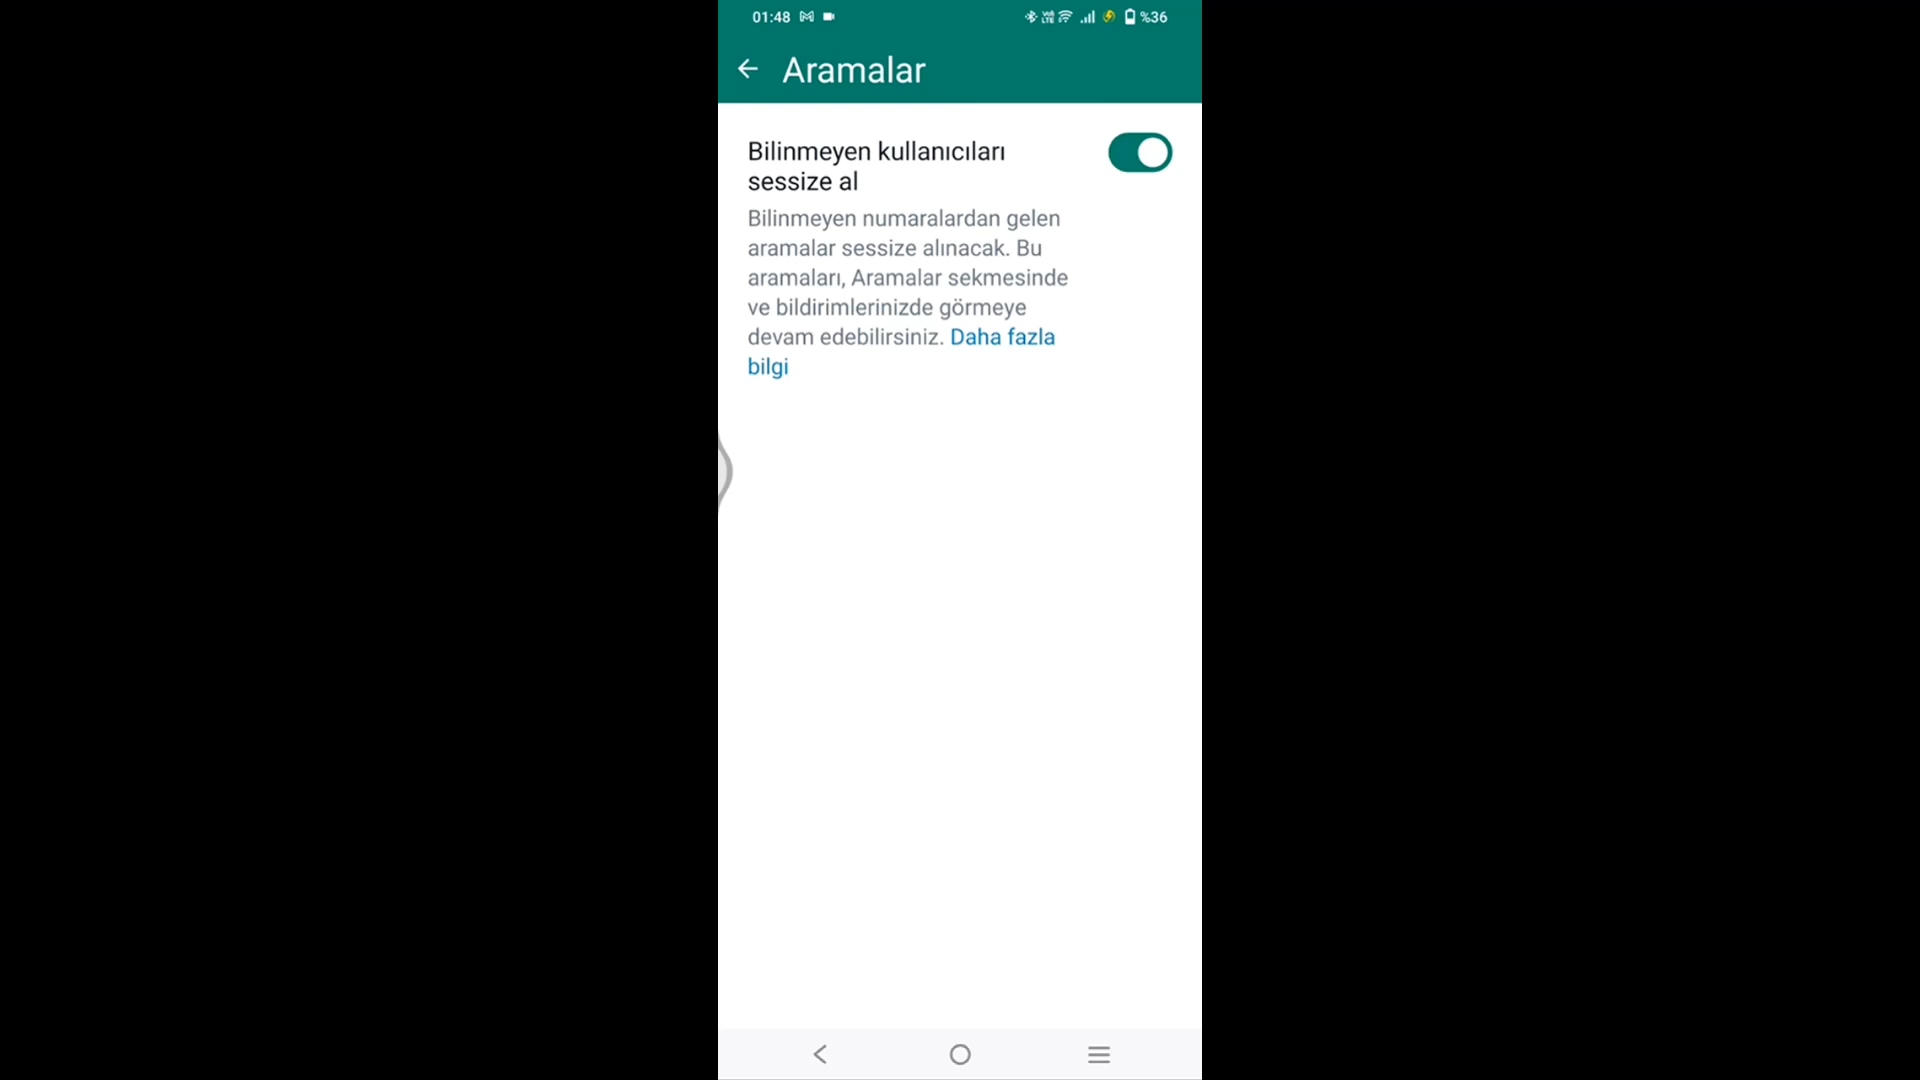 01:48
%36
Aramalar
Bilinmeyen kullanıcıları
sessize al
Bilinmeyen numaralardan gelen
aramalar sessize alınacak. Bu
aramaları, Aramalar sekmesinde
ve bildirimlerinizde görmeye
devam edebilirsiniz. Daha fazla
bilgi